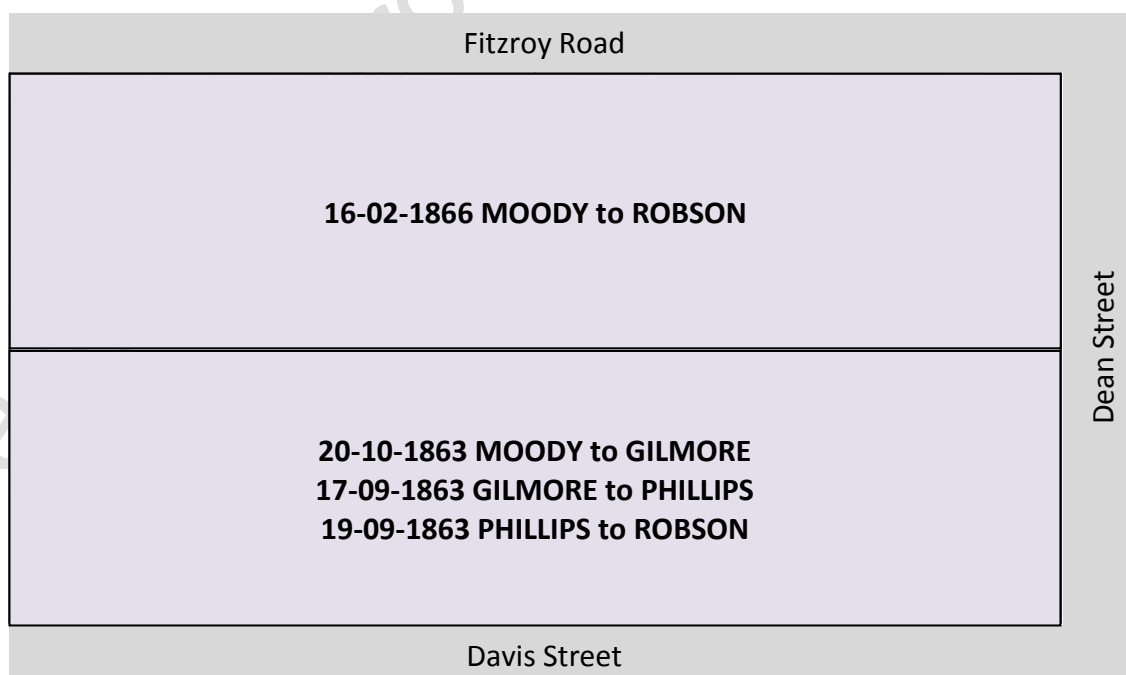 Fitzroy Road
16-02-1866 MOODY to ROBSON
Dean Street
20-10-1863 MOODY to GILMORE
17-09-1863 GILMORE to PHILLIPS
19-09-1863 PHILLIPS to ROBSON
Davis Street